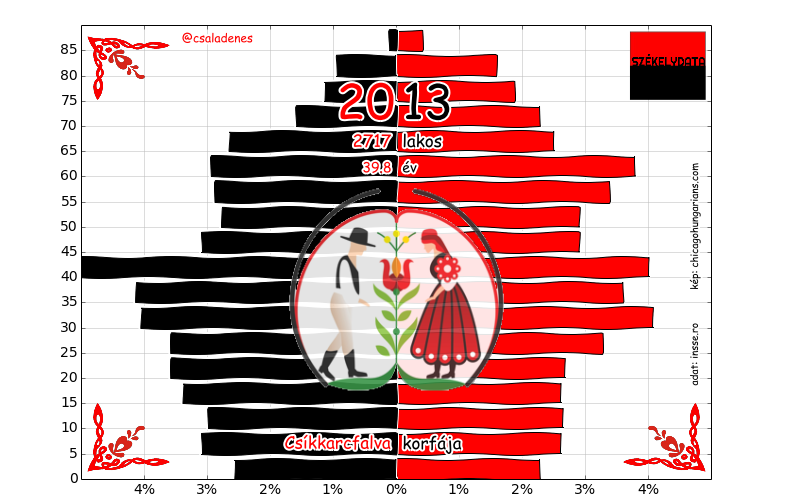 @csaladenes
SZÉKELYDATA
2013
2717 lakos
39.8 év
Csíkkarcfalva korfája
kép: chicagohungarians.com
adat: insse.ro
85
80
75
70
65
60
55
50
45
40
35
30
25
20
15
10
5
0
4% 3% 2% 1% 0% 1% 2% 3% 4%